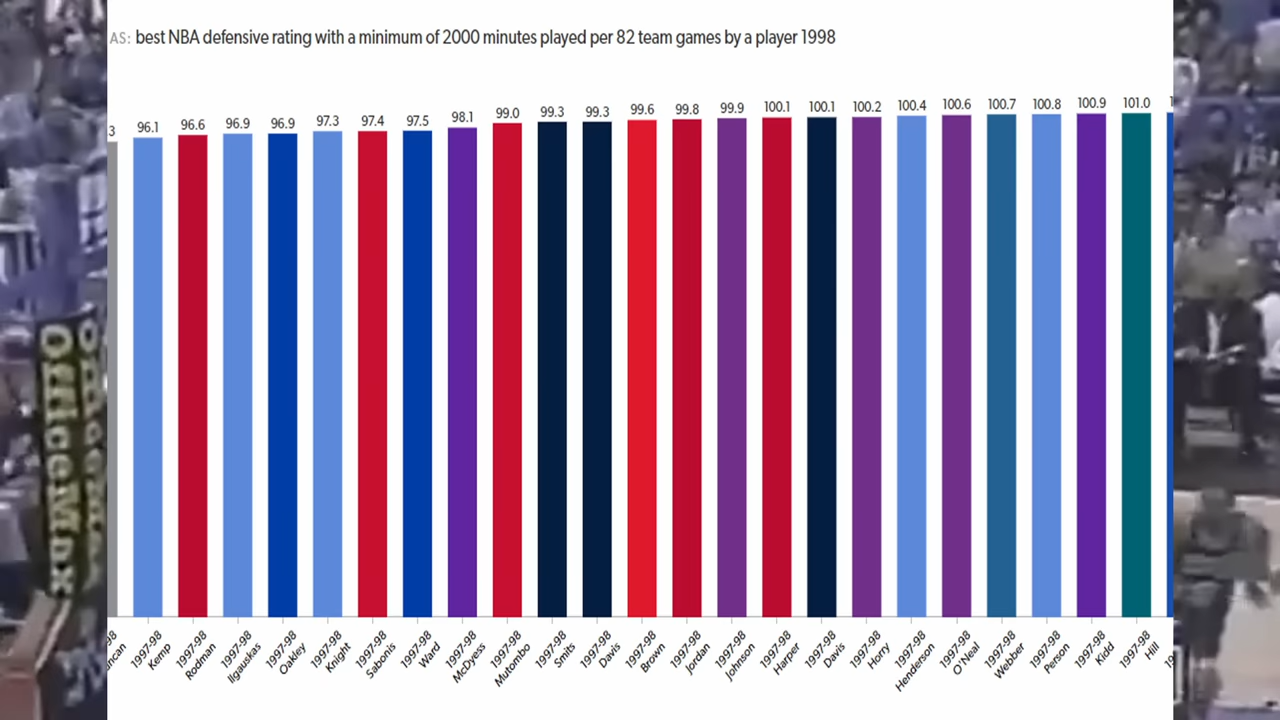 AS: best NBA defensive rating with a minimum of 2000 minutes played per 82 team games by a player 1998
3 96.1 96.6 96.9 96.9 97.3 97.4 97.5 98.1 99.0 99.3 99.3 99.6 99.8 99.9 100.1 100.1 100.2 100.4 100.6 100.7 100.8 100.9 101.0
1997-98
Kemp
1997-98
Rodman
1997-98
Ilgauskas
1997-98
Oakley
1997-98
Knight
1997-98
Sabonis
1997-98
Ward
1997-98
McDyess
1997-98
Mutombo
1997-98
Smits
1997-98
Davis
1997-98
Brown
1997-98
Jordan
1997-98
Johnson
1997-98
Harper
1997-98
Davis
1997-98
Horry
1997-98
Henderson
1997-98
O'Neal
1997-98
Webber
1997-98
Person
1997-98
Kidd
1997-98
Hill
OfficeMax